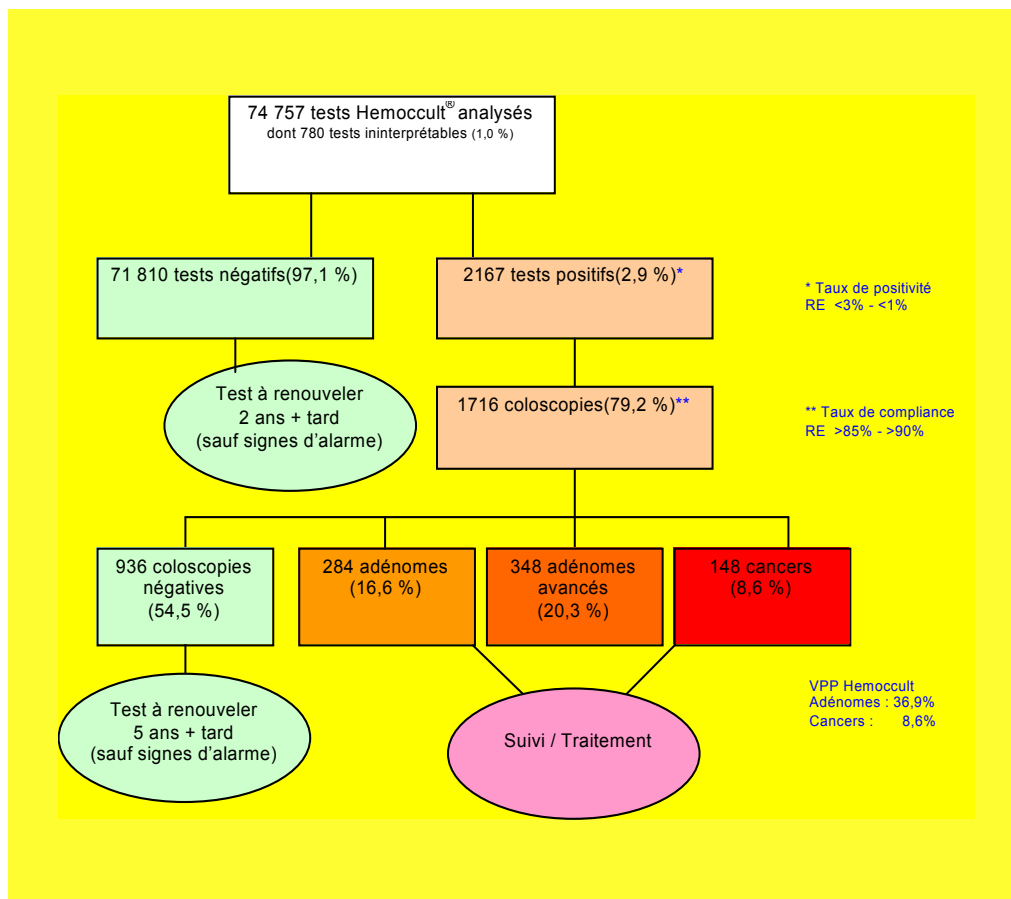 74 757 tests Hemoccult® analysés
dont 780 tests ininterprétables (1,0 %)
71 810 tests négatifs(97,1 %)
2167 tests positifs(2,9 %)*
* Taux de positivité
RE <3% - <1%
Test à renouveler
2 ans + tard
(sauf signes d'alarme)
1716 coloscopies(79,2 %)**
** Taux de compliance
RE >85% - >90%
936 coloscopies
négatives
(54,5 %)
284 adénomes
(16,6 %)
348 adénomes
avancés
(20,3 %)
148 cancers
(8,6 %)
Test à renouveler
5 ans + tard
(sauf signes d'alarme)
Suivi / Traitement
VPP Hemoccult
Adénomes : 36,9%
Cancers : 8,6%